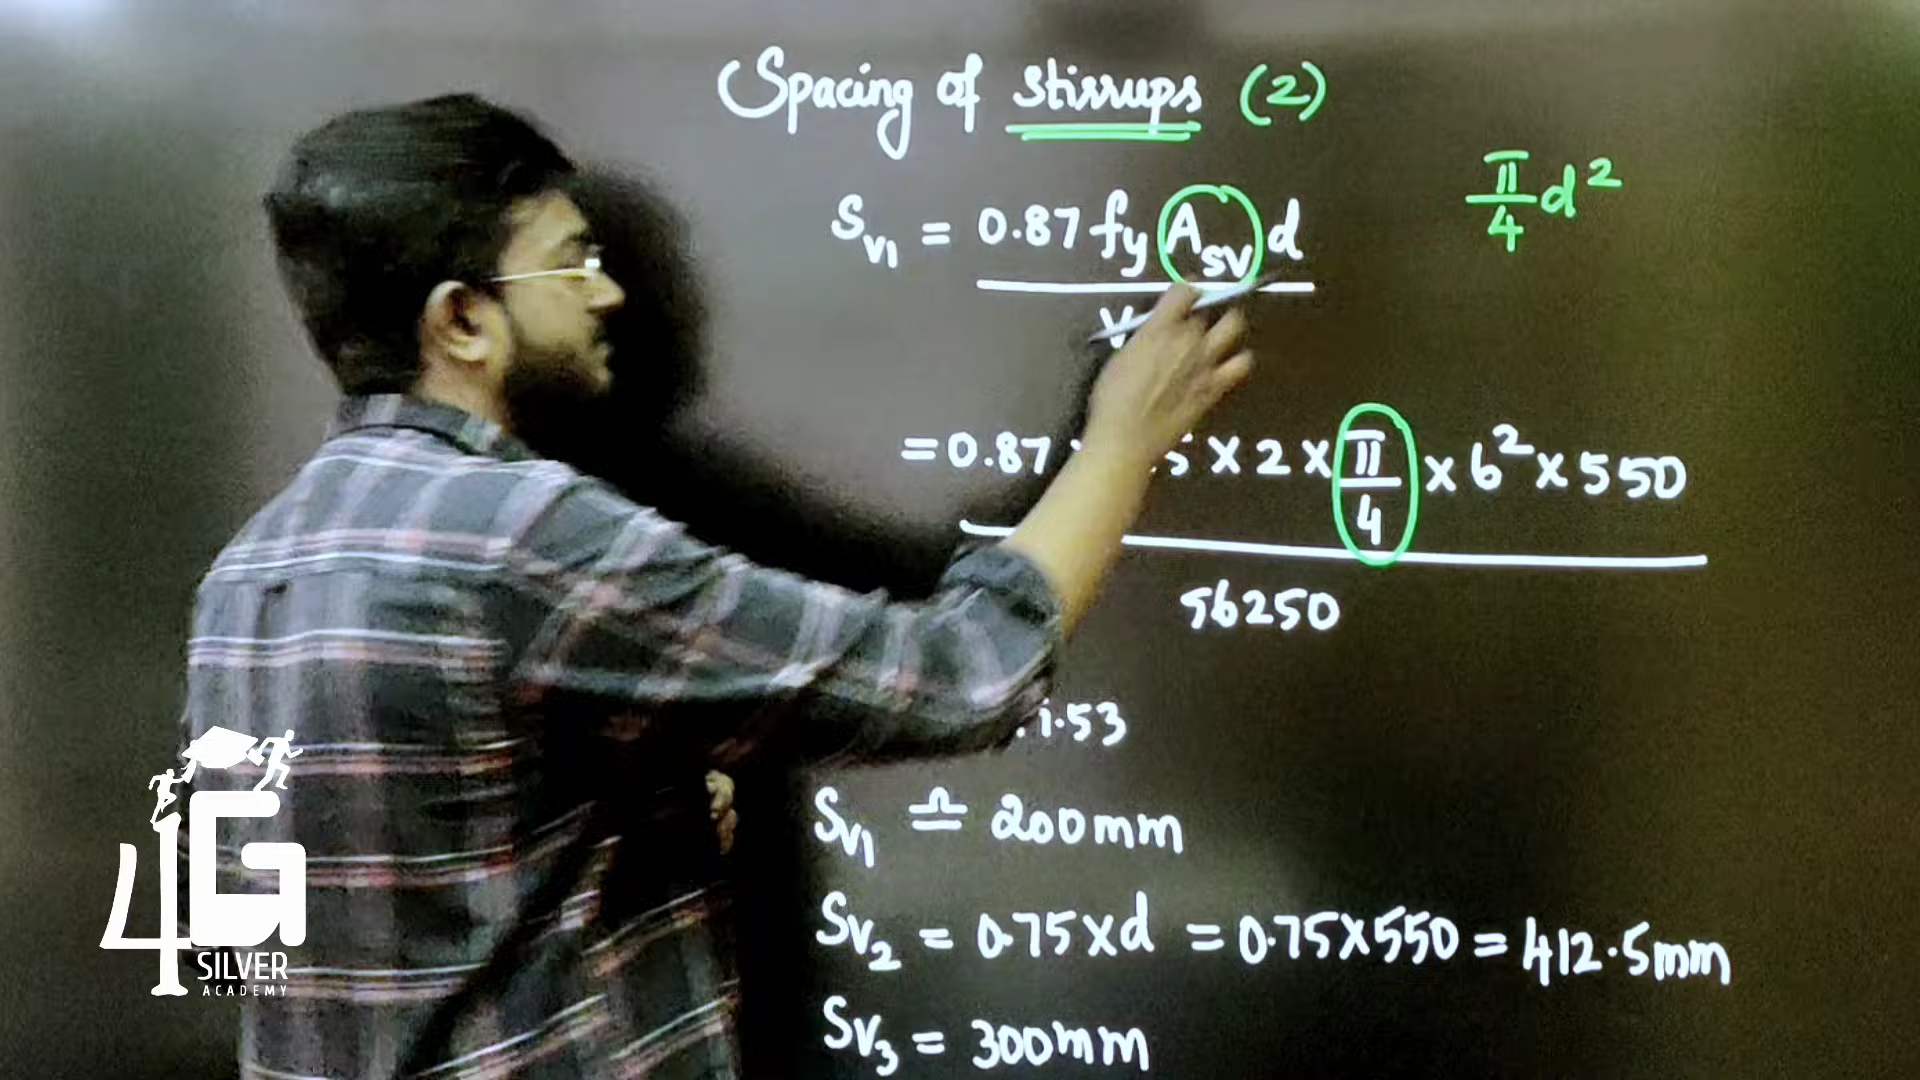 Spacing of stirrups (2)
π/4 d²
Sv1 = 0.87 fy Asv d
V
= 0.87 5 × 2 × π/4 × 6² × 550
56250
1.53
Sv1 ≏ 200mm
Sv2 = 0.75×d = 0.75×550 = 412.5mm
Sv3 = 300mm
4G
SILVER
ACADEMY